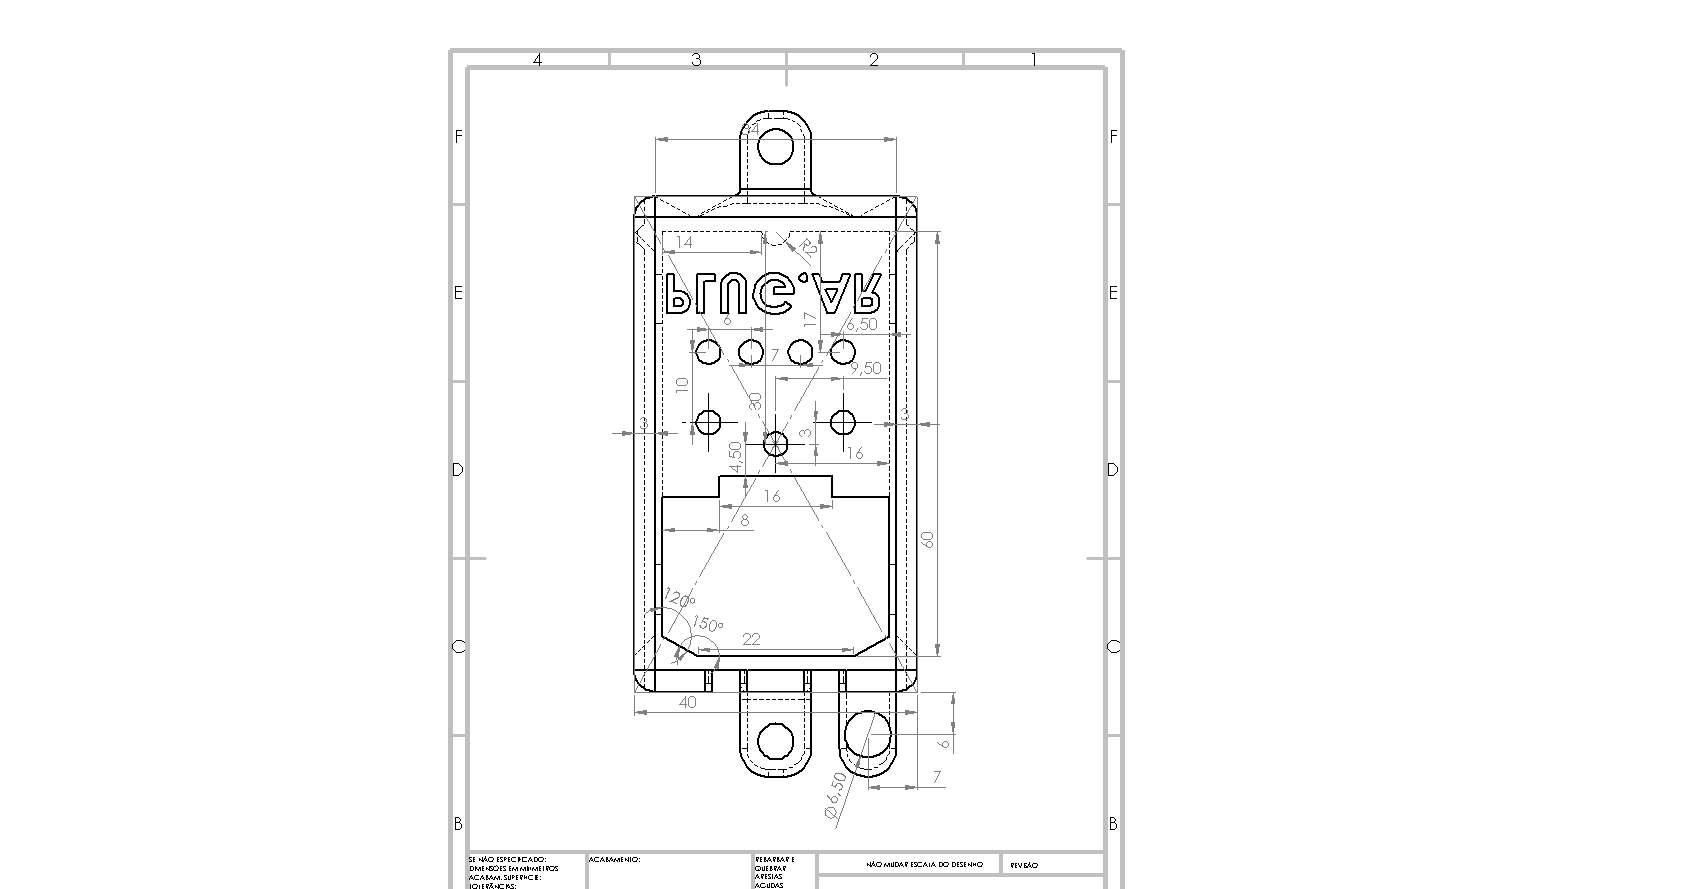 4 3 2 1
F F
34
14
R2
E E
PLUG.AR
6
17
6,50
7
9,50
10
30
3 3 3
4,50
16
D D
16
8
60
120°
150°
22
C C
40
6
7
Ø6,50
B B
SE NÃO ESPECIFICADO:
DIMENSÕES EM MILÍMETROS
ACABAM. SUPERFÍCIE:
TOLERÂNCIAS:
ACABAMENTO:
REBARBAR E
QUEBRAR
ARESTAS
AGUDAS
NÃO MUDAR ESCALA DO DESENHO
REVISÃO